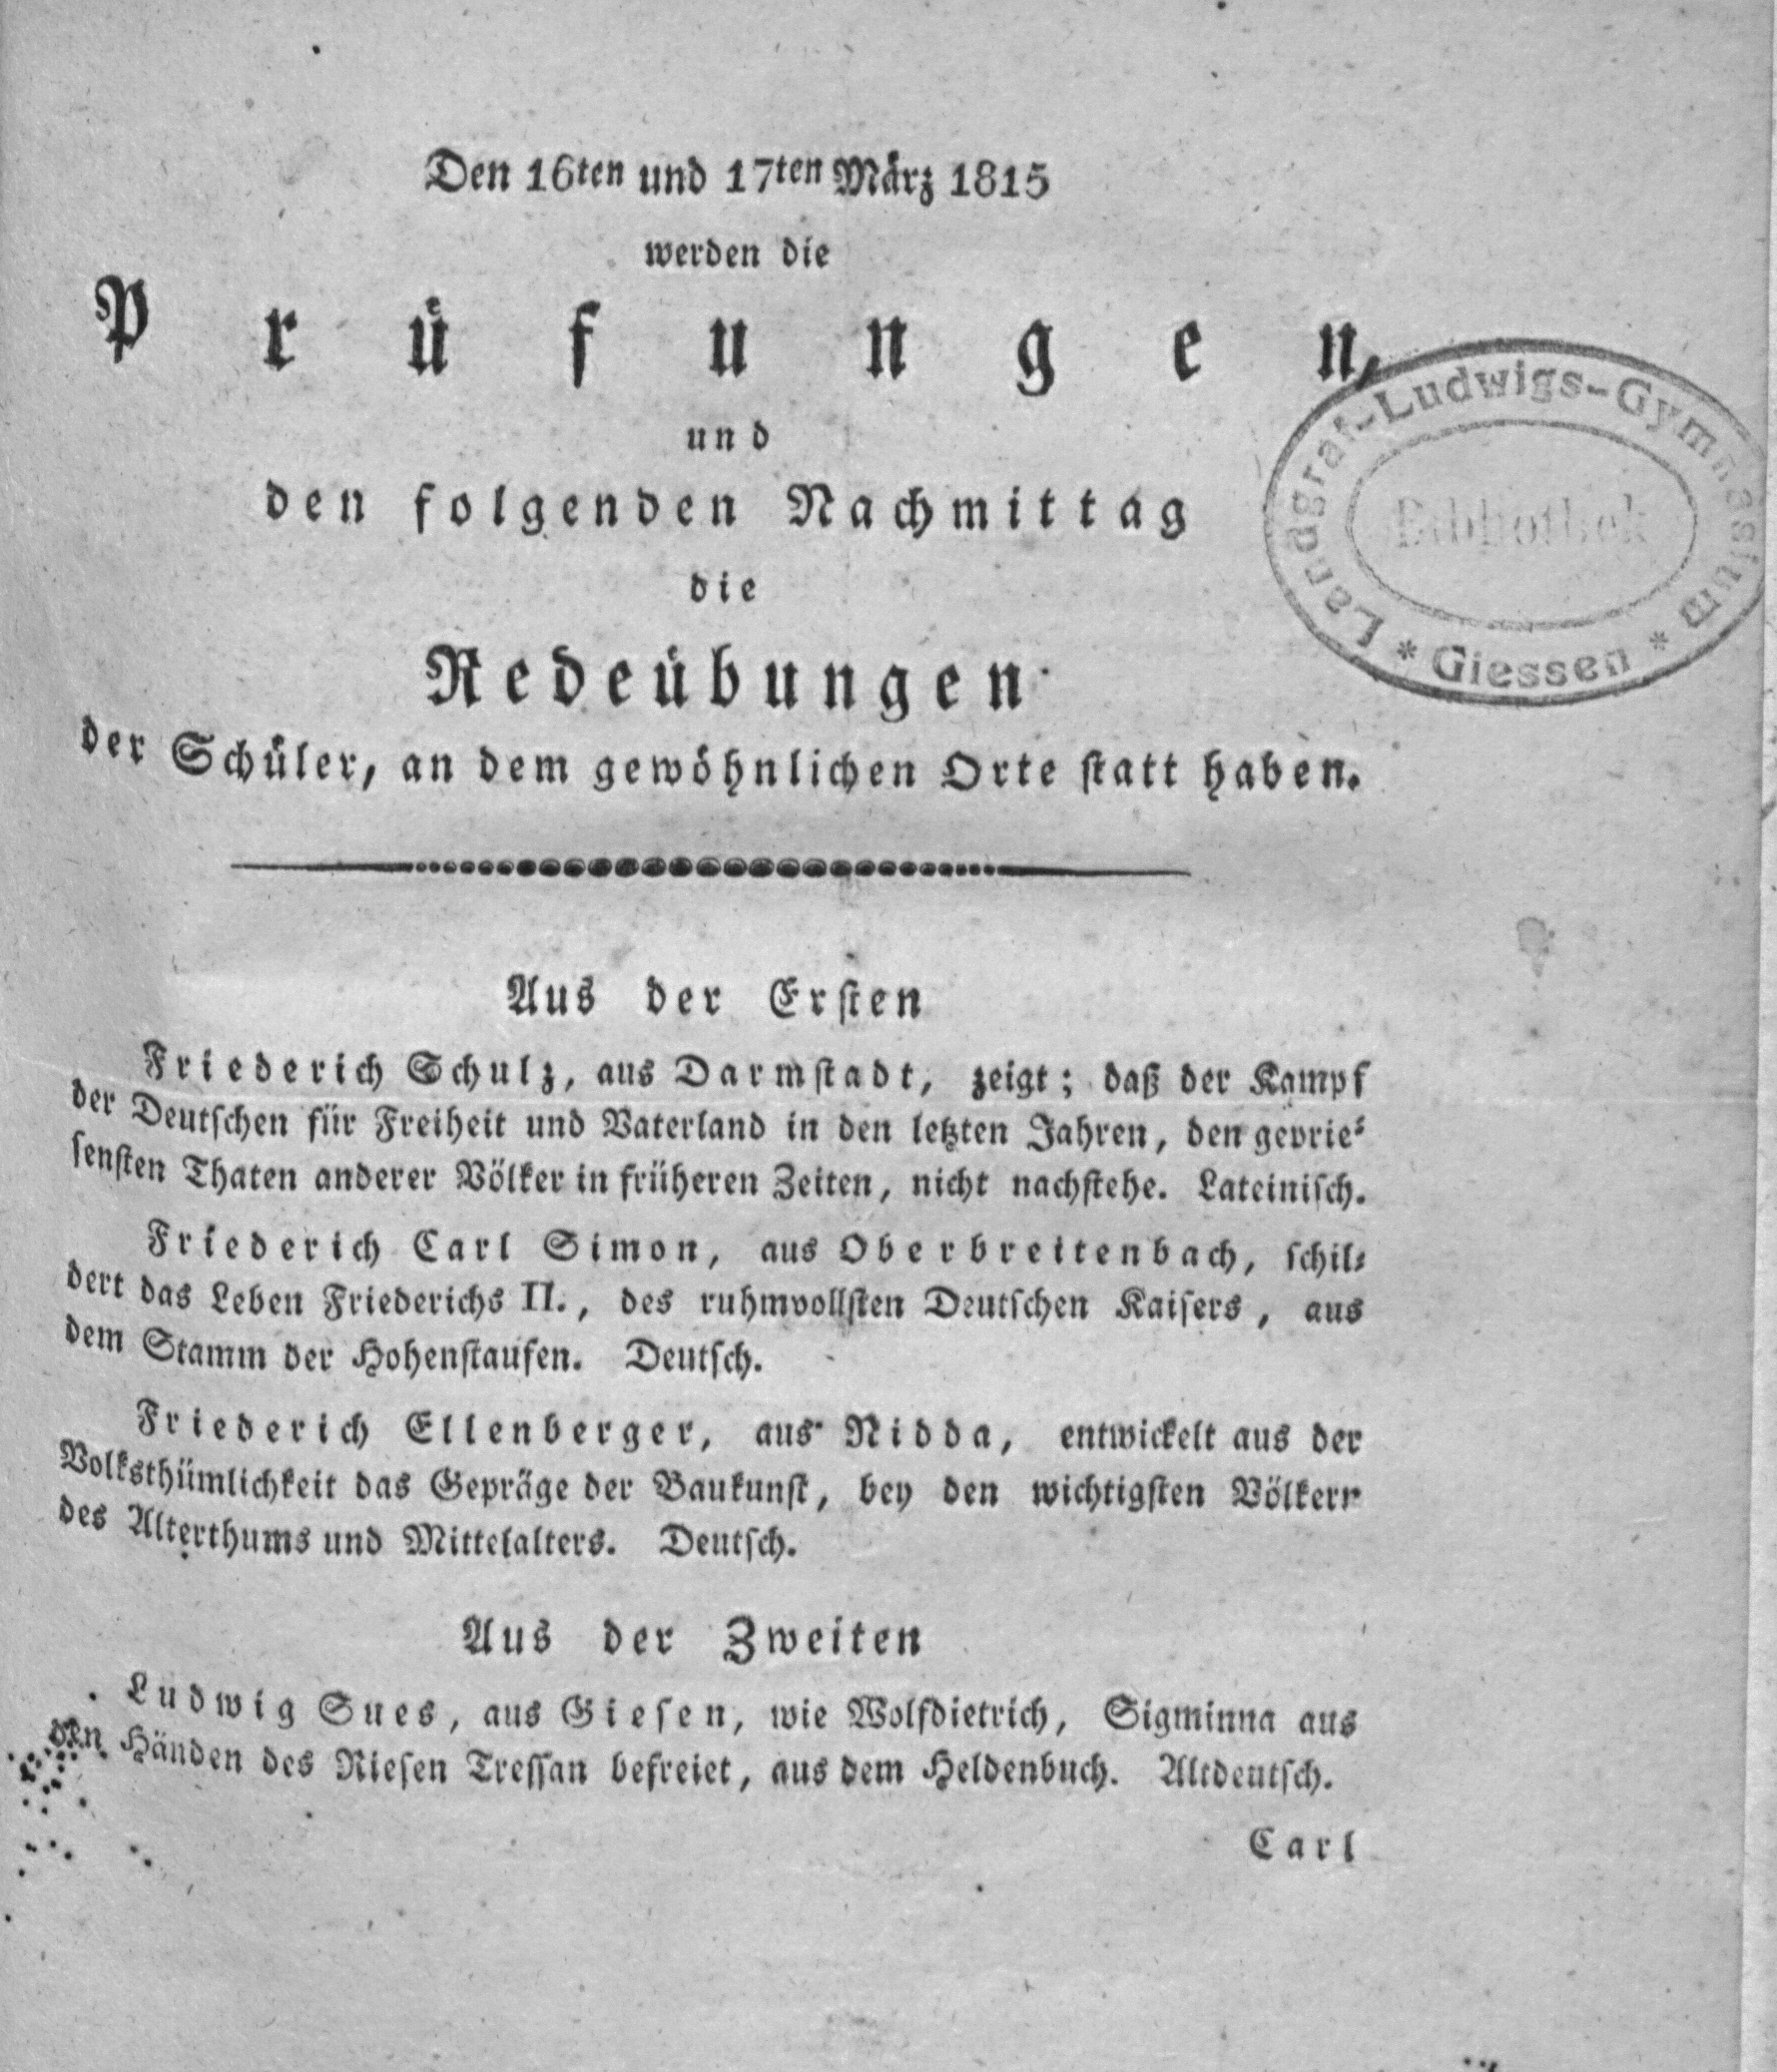 Den 16ten und 17ten März 1815
werden die
Prüfungen,
und
den folgenden Nachmittag
die
Redeübungen
der Schüler, an dem gewöhnlichen Orte statt haben.
Landgraf-Ludwigs-Gymnasium
Bibliothek
* Giessen *
Aus der Ersten
Friederich Schulz, aus Darmstadt, zeigt; daß der Kampf
der Deutschen für Freiheit und Vaterland in den letzten Jahren, den geprie⸗
sensten Thaten anderer Völker in früheren Zeiten, nicht nachstehe. Lateinisch.
Friederich Carl Simon, aus Oberbreitenbach, schil⸗
dert das Leben Friederichs II., des ruhmvollsten Deutschen Kaisers, aus
dem Stamm der Hohenstaufen. Deutsch.
Friederich Ellenberger, aus Nidda, entwickelt aus der
Volksthümlichkeit das Gepräge der Baukunst, bey den wichtigsten Völkern
des Alterthums und Mittelalters. Deutsch.
Aus der Zweiten
Ludwig Sues, aus Giesen, wie Wolfdietrich, Sigminna aus
den Händen des Riesen Tressan befreiet, aus dem Heldenbuch. Altdeutsch.
Carl